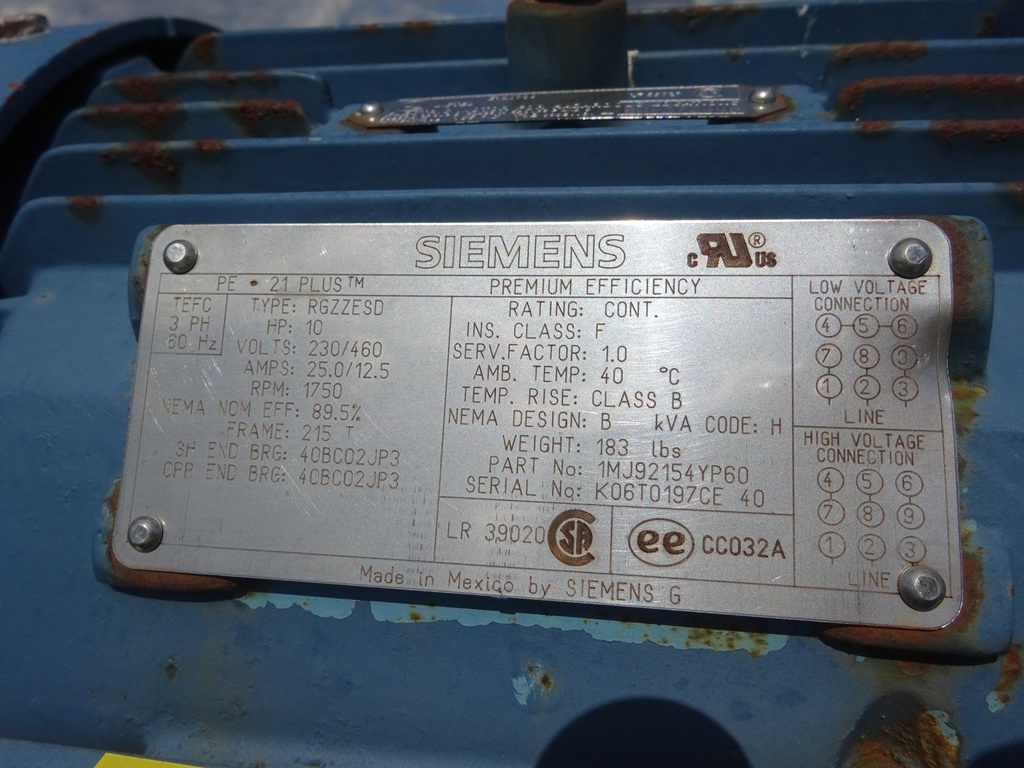 SIEMENS
c RU ® US
PE • 21 PLUS™ PREMIUM EFFICIENCY
TEFC
3 PH
60 Hz
TYPE: RGZZESD
HP: 10
VOLTS: 230/460
AMPS: 25.0/12.5
RPM: 1750
NEMA NOM EFF: 89.5%
FRAME: 215 T
SH END BRG: 40BC02JP3
OPP END BRG: 40BC02JP3
RATING: CONT.
INS. CLASS: F
SERV.FACTOR: 1.0
AMB. TEMP: 40 °C
TEMP. RISE: CLASS B
NEMA DESIGN: B kVA CODE: H
WEIGHT: 183 lbs
PART No: 1MJ92154YP60
SERIAL No: K06T0197CE 40
LR 39020 SA ee CC032A
LOW VOLTAGE
CONNECTION
4 5 6
7 8 3
1 2 3
LINE
HIGH VOLTAGE
CONNECTION
4 5 6
7 8 9
1 2 3
LINE
Made in Mexico by SIEMENS G